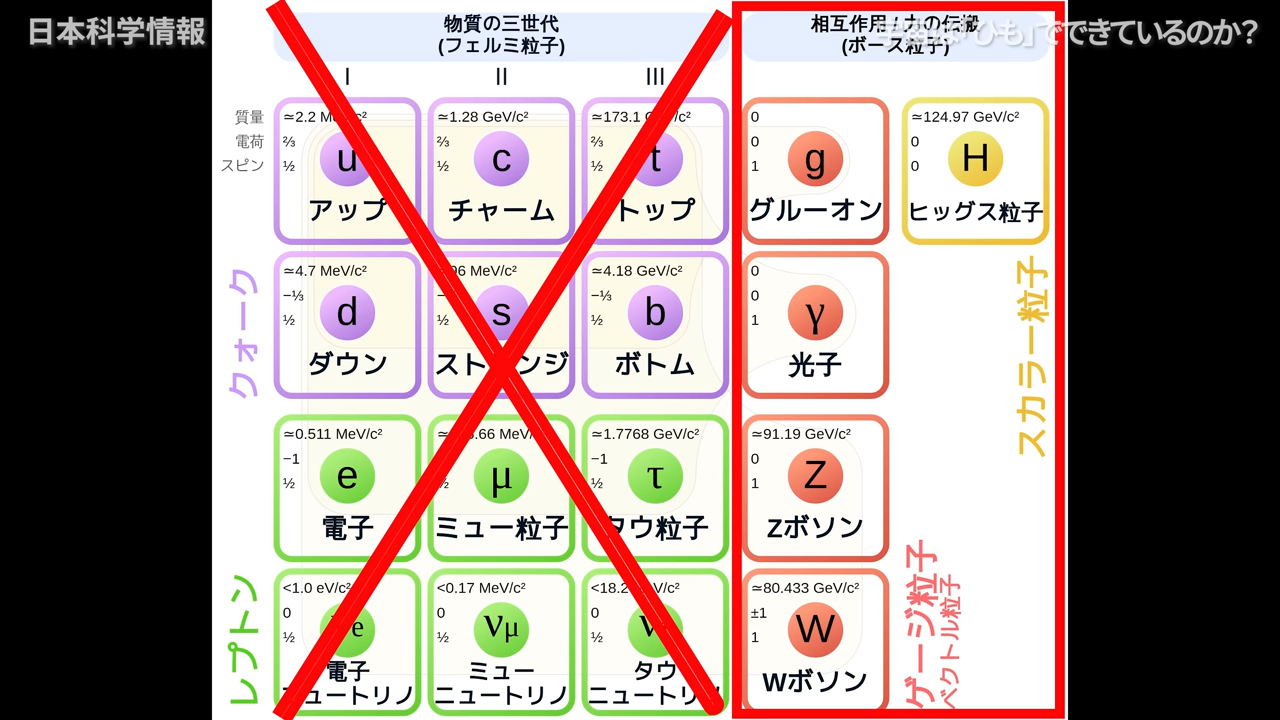 日本科学情報
「ひも」でできているのか?
物質の三世代
(フェルミ粒子)
相互作用 / 力の伝搬
(ボース粒子)
I II III
質量
電荷
スピン
≃2.2
⅔
½
u
アップ
≃1.28 GeV/c²
⅔
½
c
チャーム
≃173.1
⅔
½
t
トップ
0
0
1
g
グルーオン
≃124.97 GeV/c²
0
0
H
ヒッグス粒子
クォーク
≃4.7 MeV/c²
−⅓
½
d
ダウン
MeV/c²
½
s
ストレンジ
≃4.18 GeV/c²
−⅓
½
b
ボトム
0
0
1
γ
光子
スカラー粒子
≃0.511 MeV/c²
−1
½
e
電子
μ
ミュー粒子
≃1.7768 GeV/c²
−1
½
τ
タウ粒子
≃91.19 GeV/c²
0
1
Z
Zボソン
レプトン
<1.0 eV/c²
0
½
e
電子
ニュートリノ
<0.17 MeV/c²
0
½
νμ
ミュー
ニュートリノ
<18.2
0
½
タウ
ニュートリノ
≃80.433 GeV/c²
±1
1
W
Wボソン
ゲージ粒子
ベクトル粒子